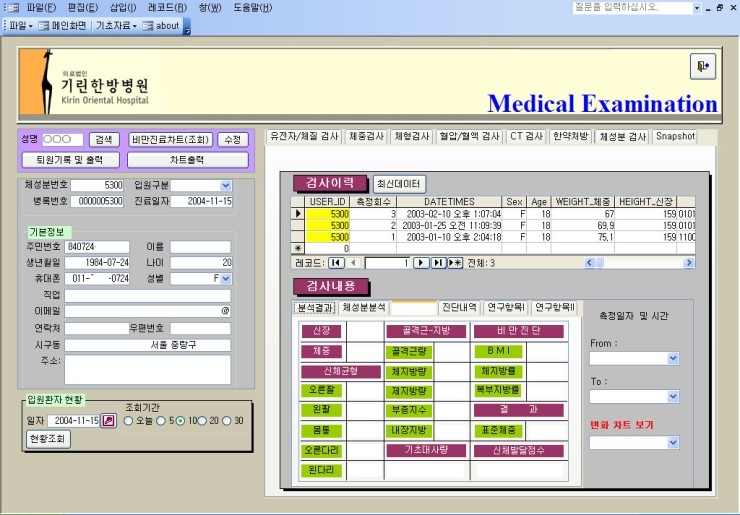 파일(F) 편집(E) 삽입(I) 레코드(R) 창(W) 도움말(H) 질문을 입력하십시오.
파일 메인화면 기초자료 about
의료법인
기린한방병원
Kirin Oriental Hospital
Medical Examination
성명 ○○○ 검색 비만진료차트(조회) 수정
퇴원기록 및 출력 차트출력
유전자/체질 검사 체중검사 체형검사 혈압/혈액 검사 CT 검사 한약처방 체성분 검사 Snapshot
체성분번호 5300 입원구분
병록번호 0000005300 진료일자 2004-11-15
기본정보
주민번호 840724 이름
생년월일 1984-07-24 나이 20
휴대폰 011- -0724 성별 F
직업
이메일 @
연락처 우편번호
시구동 서울 중랑구
주소:
입원환자 현황
조회기간
일자 2004-11-15 오늘 5 10 20 30
현황조회
검사이력 최신데이터
USER_ID 측정회수 DATETIMES Sex Age WEIGHT_체중 HEIGHT_신장
5300 3 2003-02-10 오후 1:07:04 F 18 67 159 0101
5300 2 2003-01-25 오전 11:09:39 F 18 69,9 159 0101
5300 1 2003-01-10 오후 2:04:18 F 18 75,1 159 1100
0
레코드: 1 전체: 3
검사내용
분석결과 체성분분석 진단내역 연구항목I 연구항목II
신장 골격근-지방 비 만 진 단
체중 골격근량 B M I
신체균형 체지방량 체지방률
오른팔 체지방량 복부지방률
왼팔 부종지수 결 과
몸통 내장지방 표준체중
오른다리 기초대사량 신체발달점수
왼다리
측정일자 및 시간
From :
To :
변화 차트 보기